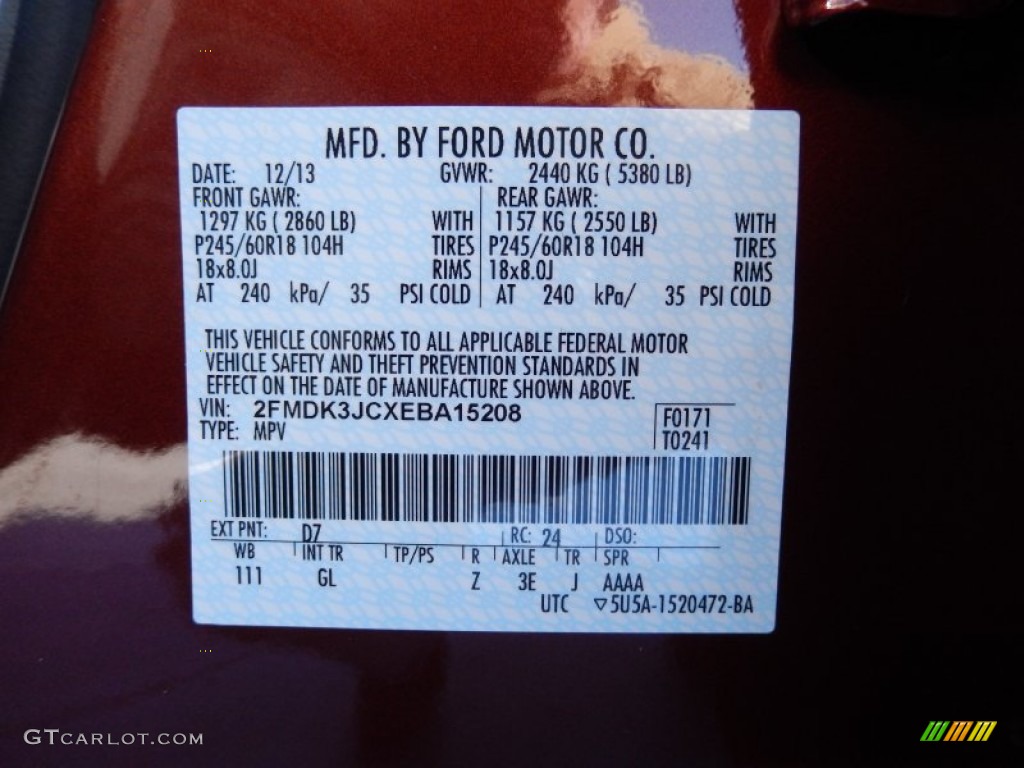 MFD. BY FORD MOTOR CO.
DATE: 12/13 GVWR: 2440 KG ( 5380 LB)
FRONT GAWR: REAR GAWR:
1297 KG ( 2860 LB) WITH 1157 KG ( 2550 LB) WITH
P245/60R18 104H TIRES P245/60R18 104H TIRES
18x8.0J RIMS 18x8.0J RIMS
AT 240 kPa/ 35 PSI COLD AT 240 kPa/ 35 PSI COLD
THIS VEHICLE CONFORMS TO ALL APPLICABLE FEDERAL MOTOR
VEHICLE SAFETY AND THEFT PREVENTION STANDARDS IN
EFFECT ON THE DATE OF MANUFACTURE SHOWN ABOVE.
VIN: 2FMDK3JCXEBA15208 F0171
TYPE: MPV T0241
EXT PNT: D7 RC: 24 DSO:
WB INT TR TP/PS R AXLE TR SPR
111 GL Z 3E J AAAA
UTC ▽5U5A-1520472-BA
GTCARLOT.COM